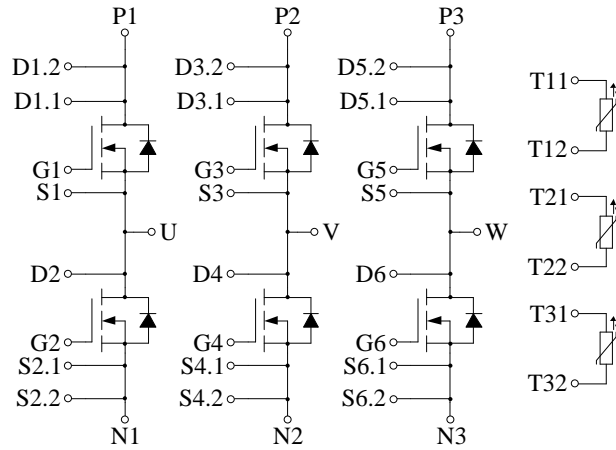 P1 P2 P3
D1.2 D3.2 D5.2
T11
D1.1 D3.1 D5.1
T12
G1 G3 G5
S1 S3 S5
T21
U V W
T22
D2 D4 D6
T31
G2 G4 G6
S2.1 S4.1 S6.1
T32
S2.2 S4.2 S6.2
N1 N2 N3